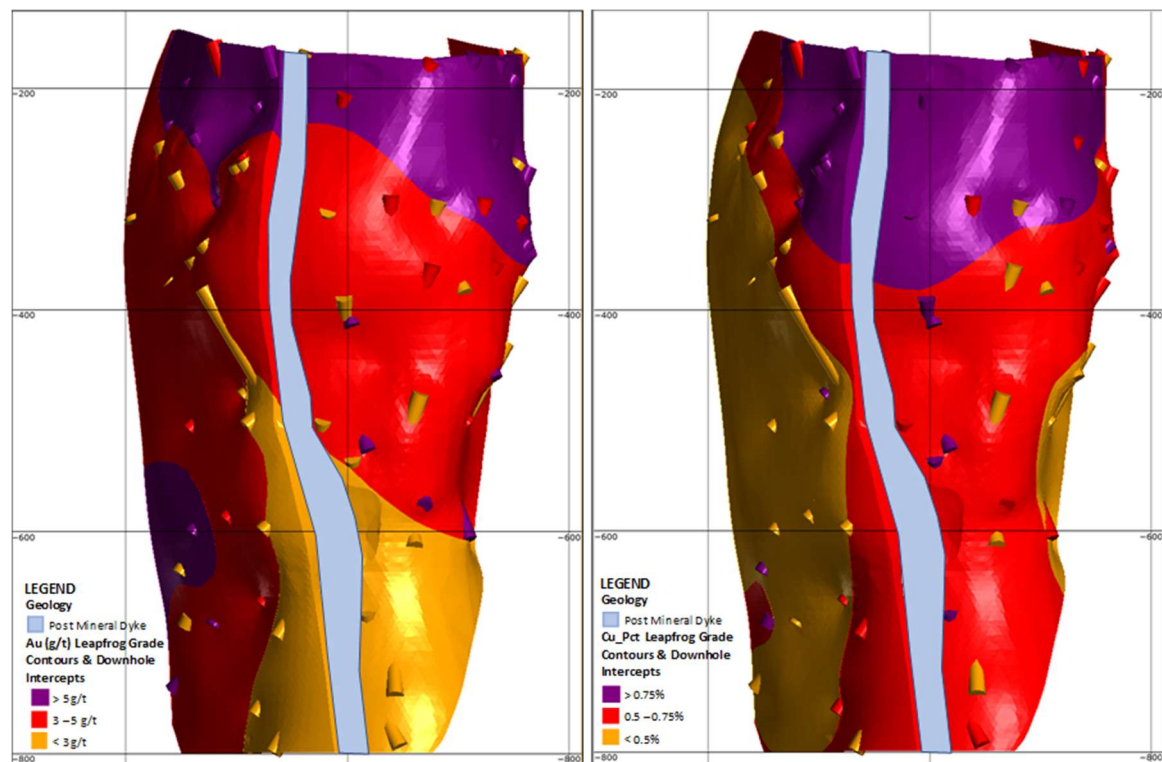 -200
-200
-400
-400
-600
-600
-800
-800
LEGEND
Geology
Post Mineral Dyke
Au (g/t) Leapfrog Grade
Contours & Downhole
Intercepts
> 5g/t
3 –5 g/t
< 3g/t
-200
-200
-400
-400
-600
-600
-800
-800
LEGEND
Geology
Post Mineral Dyke
Cu_Pct Leapfrog Grade
Contours & Downhole
Intercepts
> 0.75%
0.5 –0.75%
< 0.5%